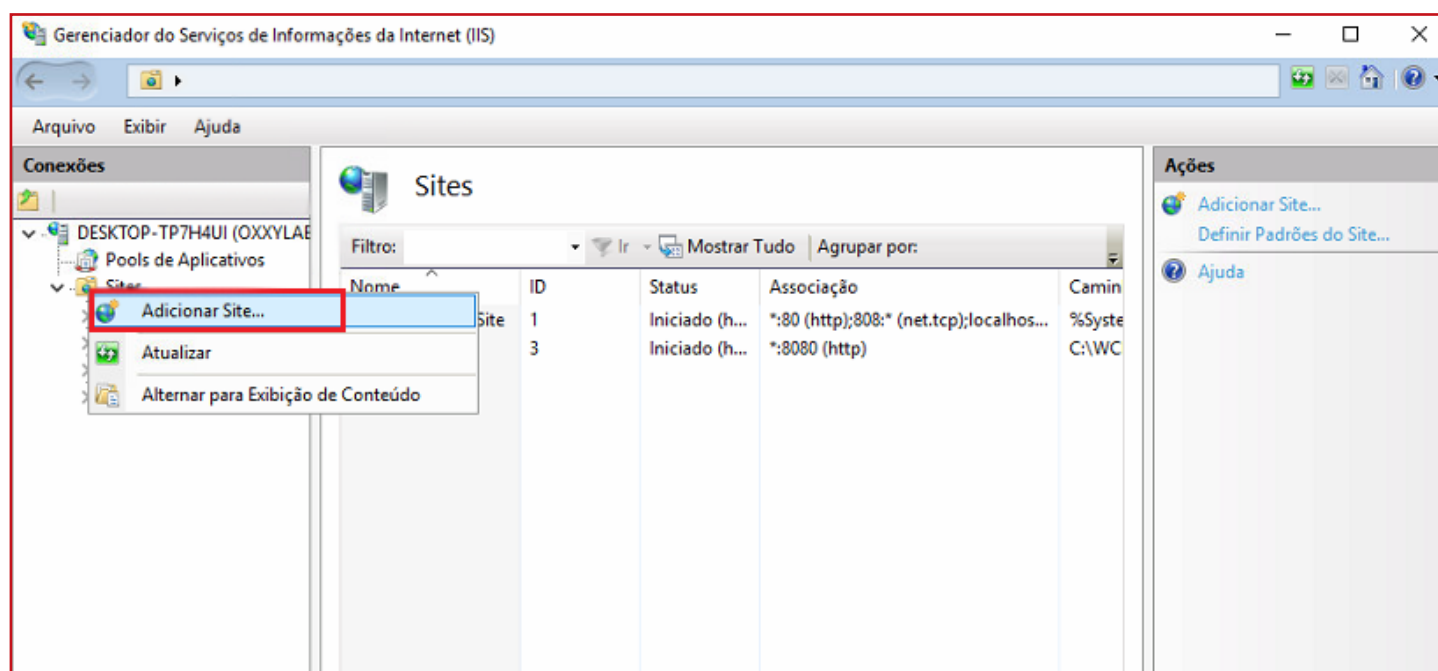 Gerenciador do Serviços de Informações da Internet (IIS)
Arquivo Exibir Ajuda
Conexões
DESKTOP-TP7H4UI (OXXYLAE
Pools de Aplicativos
Sites
Adicionar Site...
Atualizar
Alternar para Exibição de Conteúdo
Sites
Filtro: Ir Mostrar Tudo Agrupar por:
Nome ID Status Associação Camin
Site 1 Iniciado (h... *:80 (http);808:* (net.tcp);localhos... %Syste
3 Iniciado (h... *:8080 (http) C:\WC
Ações
Adicionar Site...
Definir Padrões do Site...
Ajuda